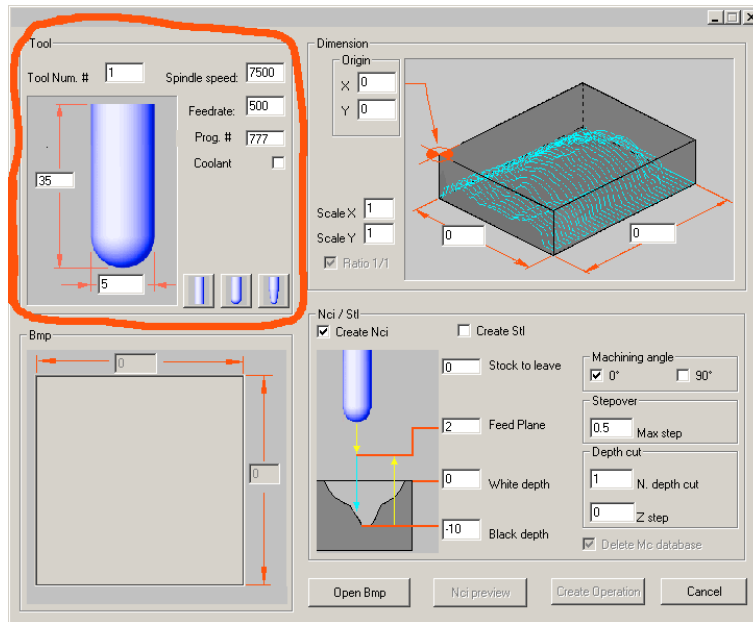 Tool
Tool Num. # 1
Spindle speed: 7500
Feedrate: 500
Prog. # 777
Coolant
35
5
Dimension
Origin
X 0
Y 0
Scale X 1
Scale Y 1
Ratio 1/1
0
0
Bmp
0
0
Nci / Stl
Create Nci
Create Stl
0 Stock to leave
2 Feed Plane
0 White depth
-10 Black depth
Machining angle
0° 90°
Stepover
0.5 Max step
Depth cut
1 N. depth cut
0 Z step
Delete Mc database
Open Bmp
Nci preview
Create Operation
Cancel